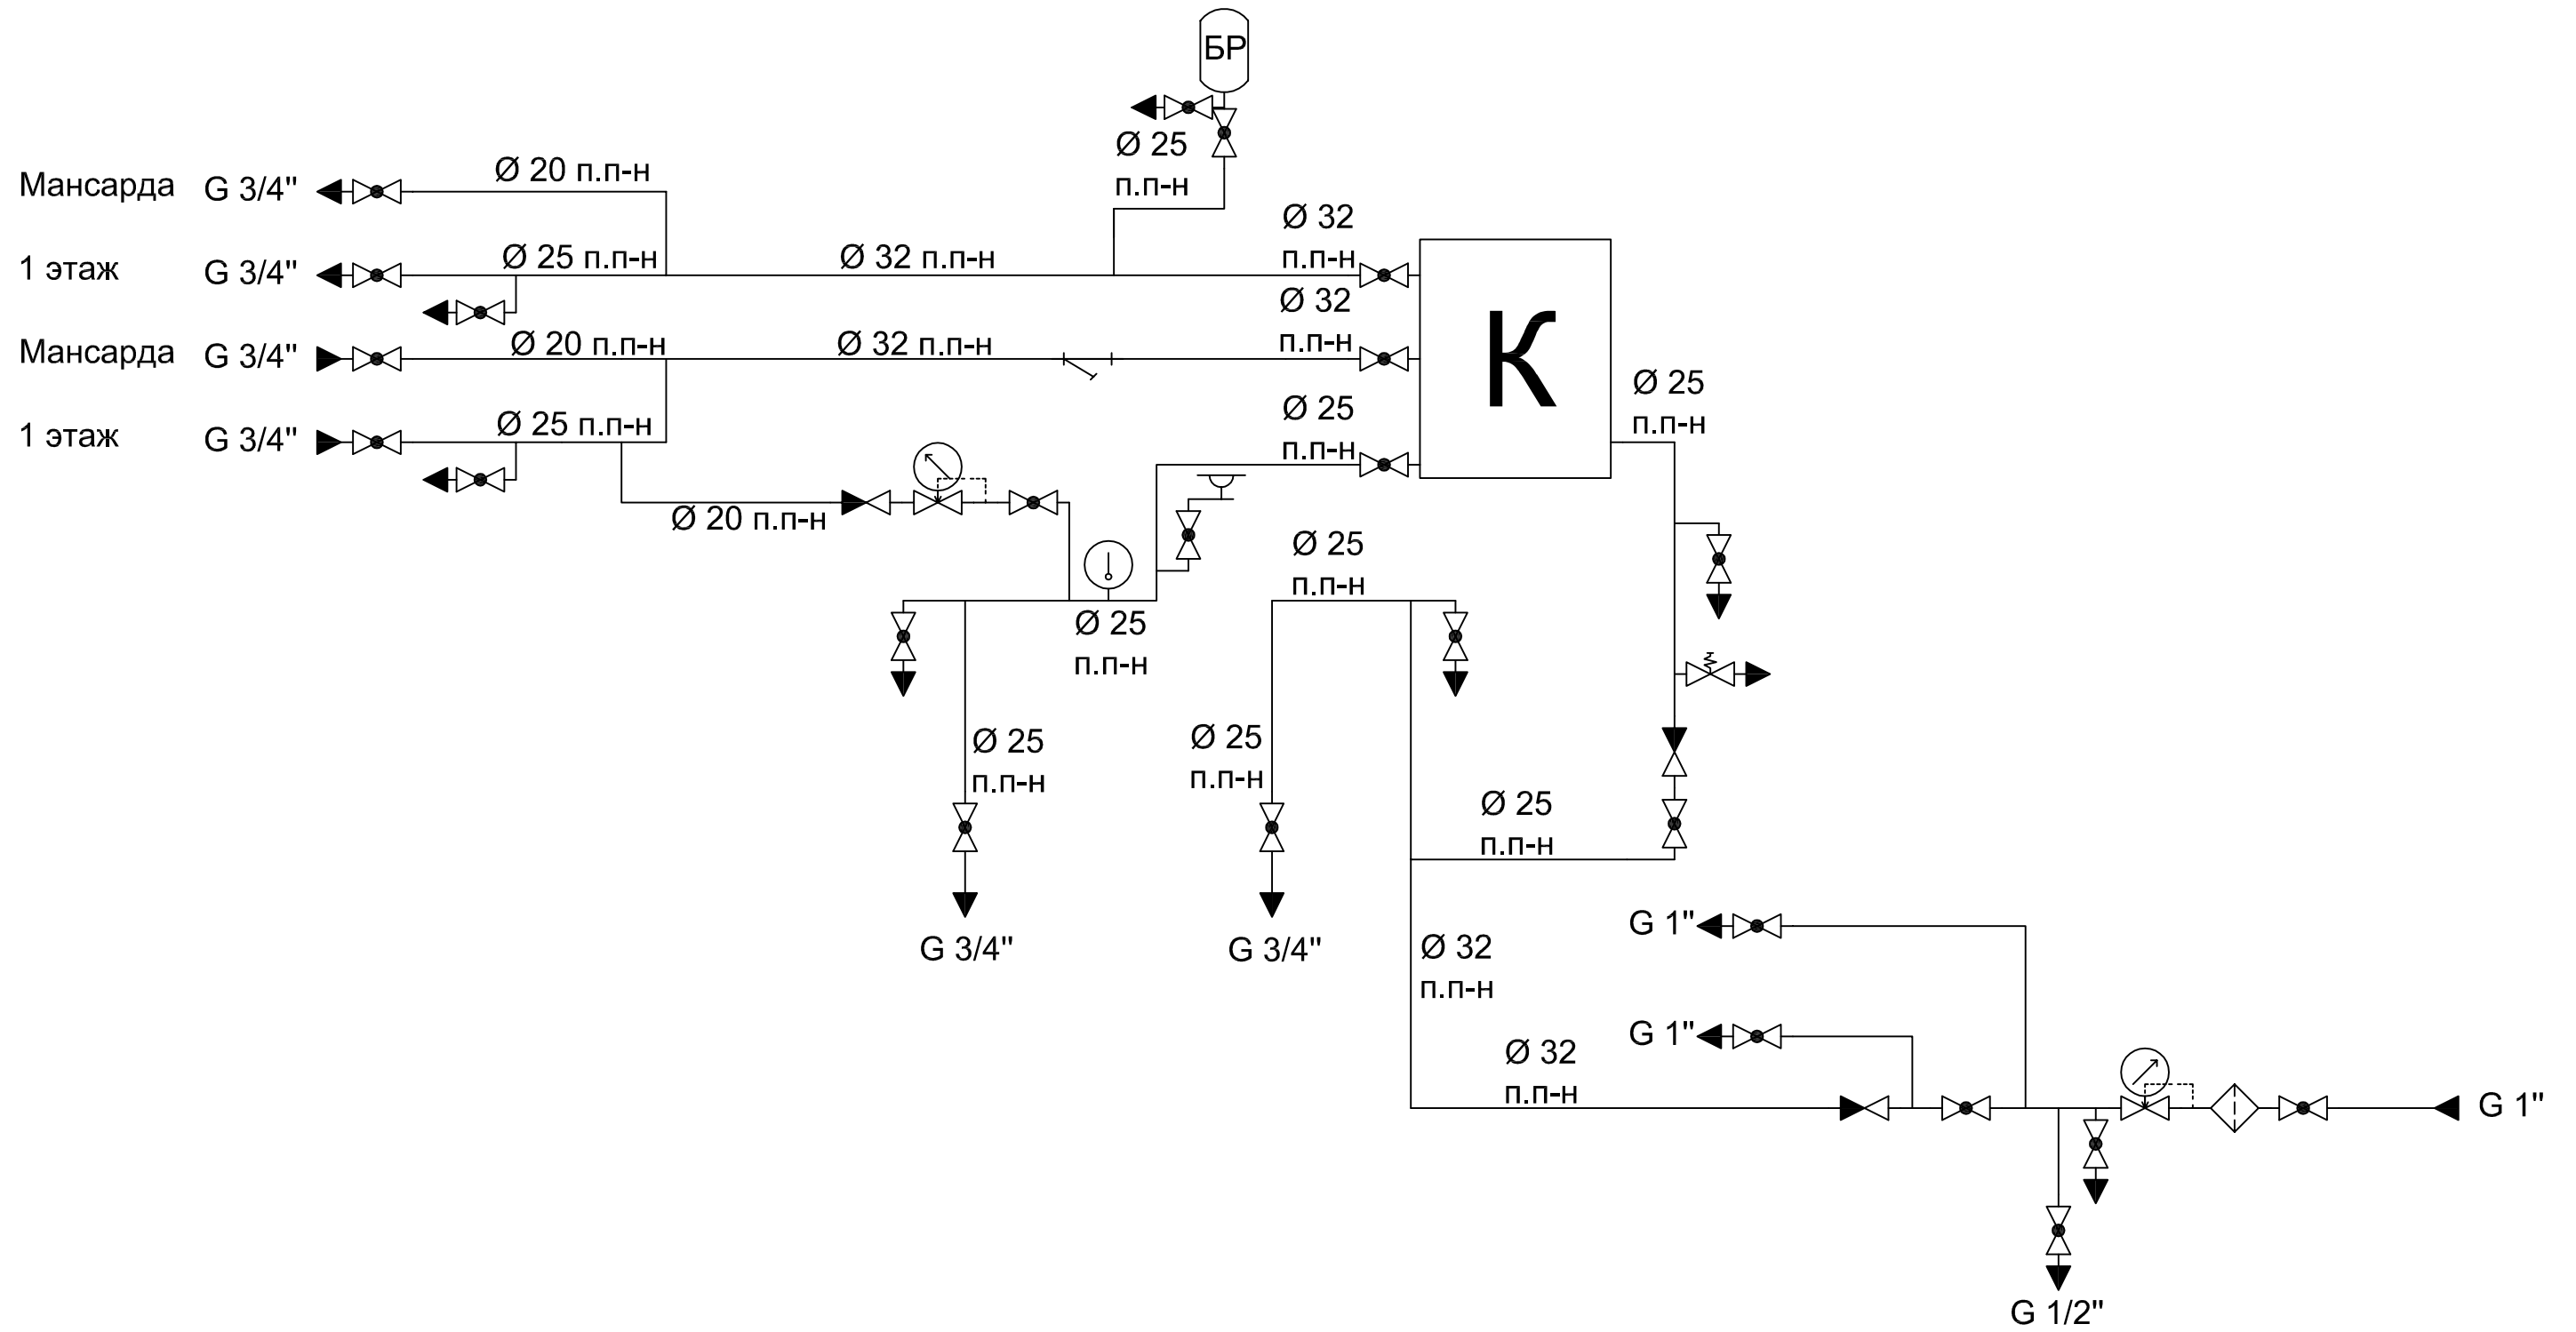 БР
Ø 25
п.п-н
Мансарда G 3/4" Ø 20 п.п-н
Ø 32
п.п-н
1 этаж G 3/4" Ø 25 п.п-н Ø 32 п.п-н
Ø 32
п.п-н
Мансарда G 3/4" Ø 20 п.п-н Ø 32 п.п-н
К
Ø 25
п.п-н
Ø 25
п.п-н
1 этаж G 3/4" Ø 25 п.п-н
Ø 20 п.п-н
Ø 25
п.п-н
Ø 25
п.п-н
Ø 25
п.п-н
Ø 25
п.п-н
Ø 25
п.п-н
G 3/4"
G 3/4"
G 1"
Ø 32
п.п-н
G 1"
Ø 32
п.п-н
G 1"
G 1/2"